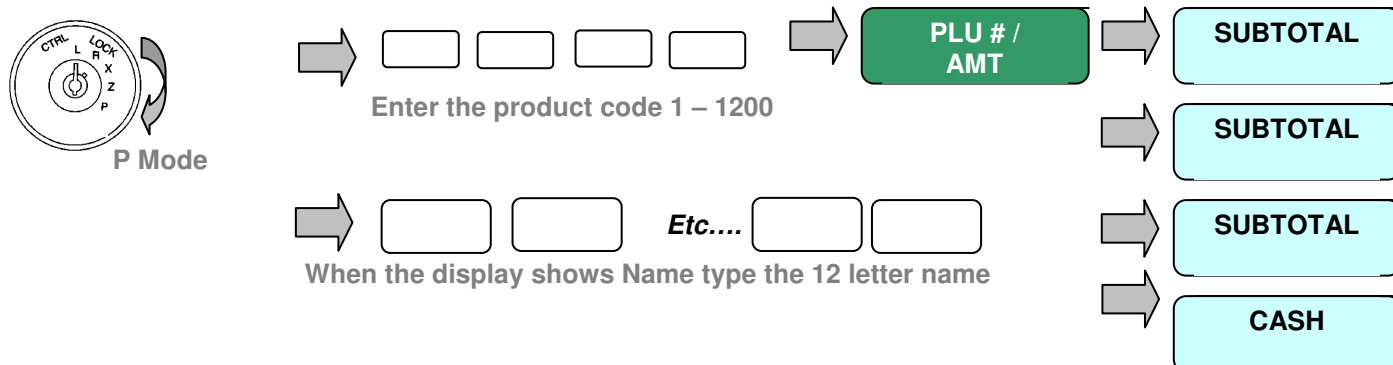 CTRL
L
LOCK
R
X
Z
P
P Mode
Enter the product code 1 – 1200
PLU # /
AMT
SUBTOTAL
SUBTOTAL
Etc….
When the display shows Name type the 12 letter name
SUBTOTAL
CASH